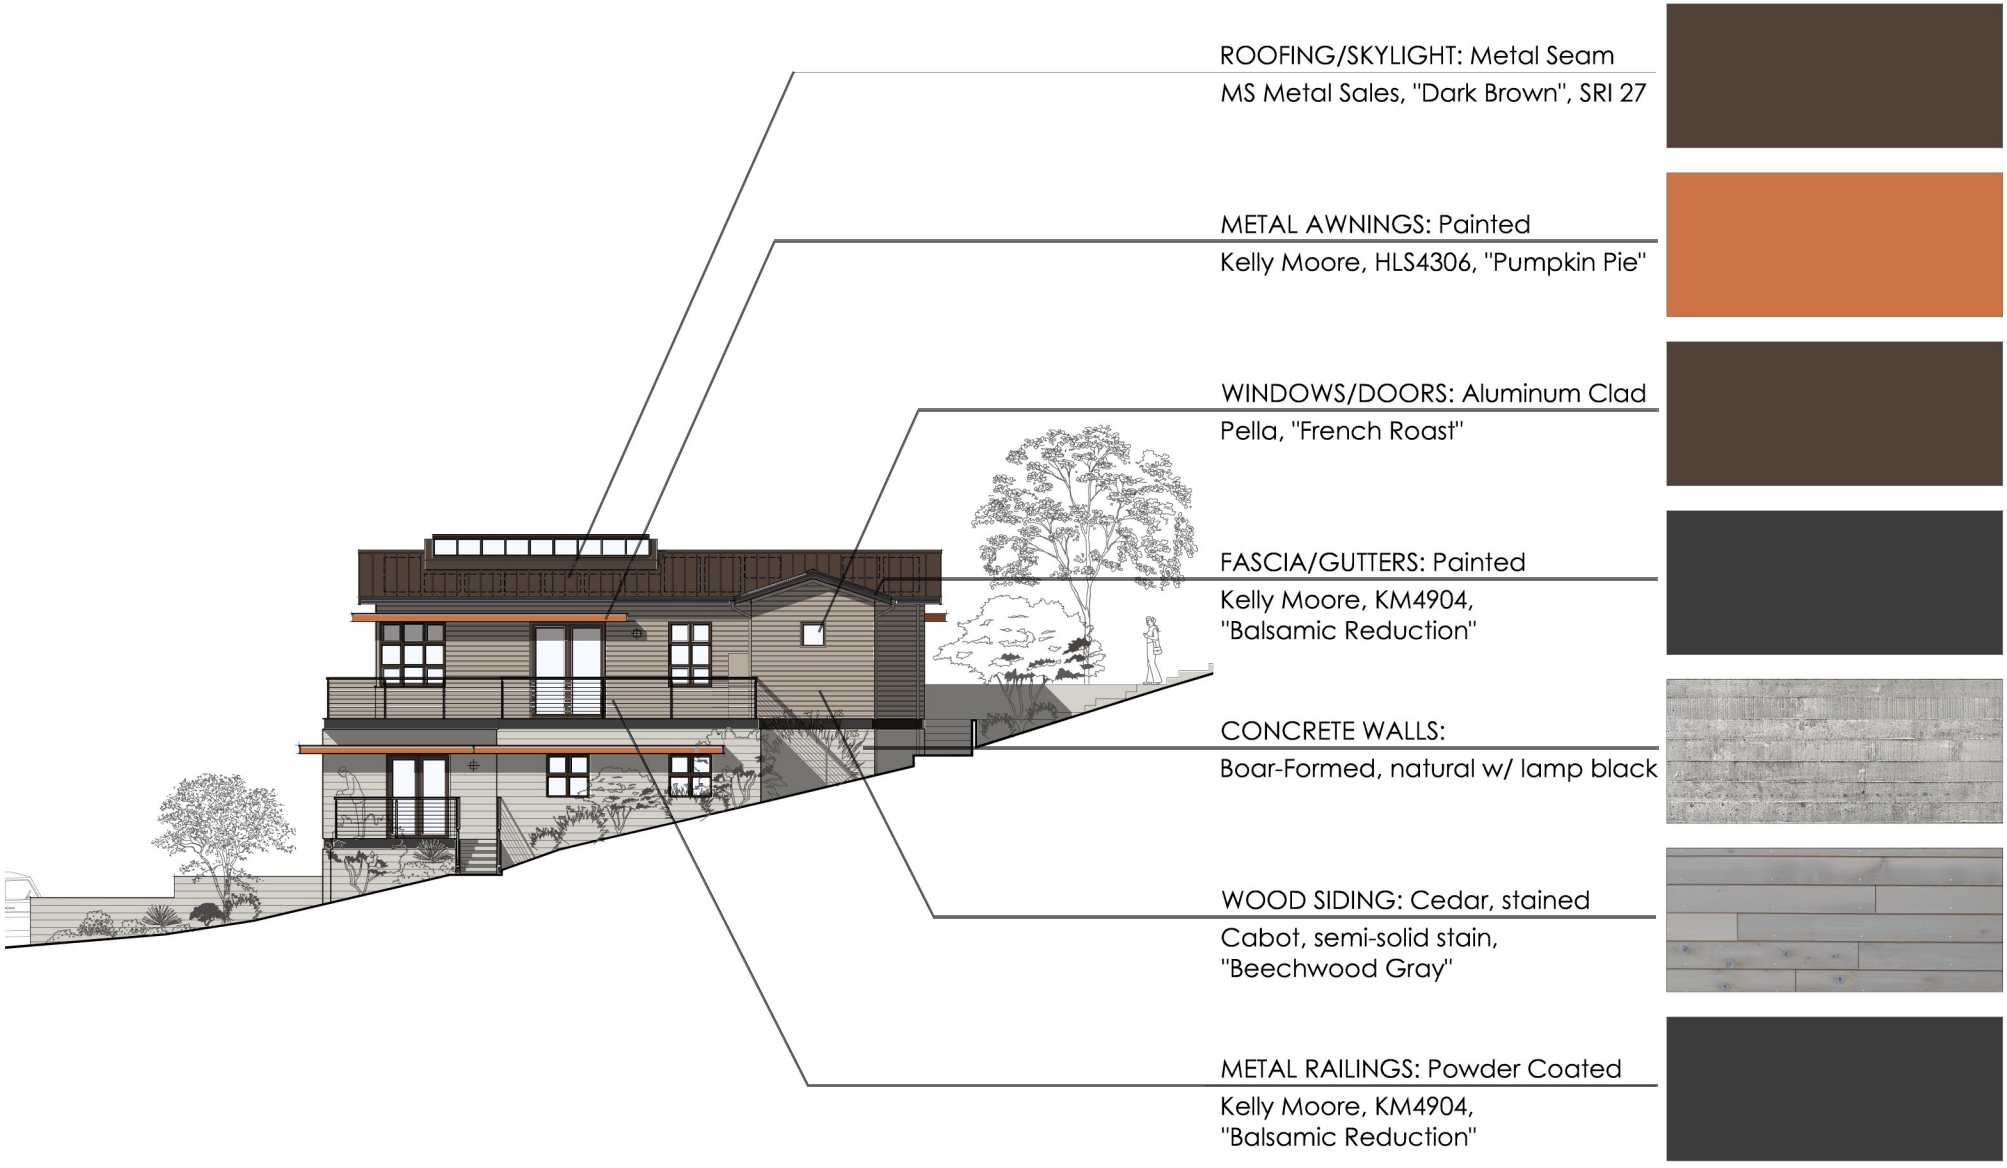 ROOFING/SKYLIGHT: Metal Seam
MS Metal Sales, "Dark Brown", SRI 27
METAL AWNINGS: Painted
Kelly Moore, HLS4306, "Pumpkin Pie"
WINDOWS/DOORS: Aluminum Clad
Pella, "French Roast"
FASCIA/GUTTERS: Painted
Kelly Moore, KM4904,
"Balsamic Reduction"
CONCRETE WALLS:
Boar-Formed, natural w/ lamp black
WOOD SIDING: Cedar, stained
Cabot, semi-solid stain,
"Beechwood Gray"
METAL RAILINGS: Powder Coated
Kelly Moore, KM4904,
"Balsamic Reduction"